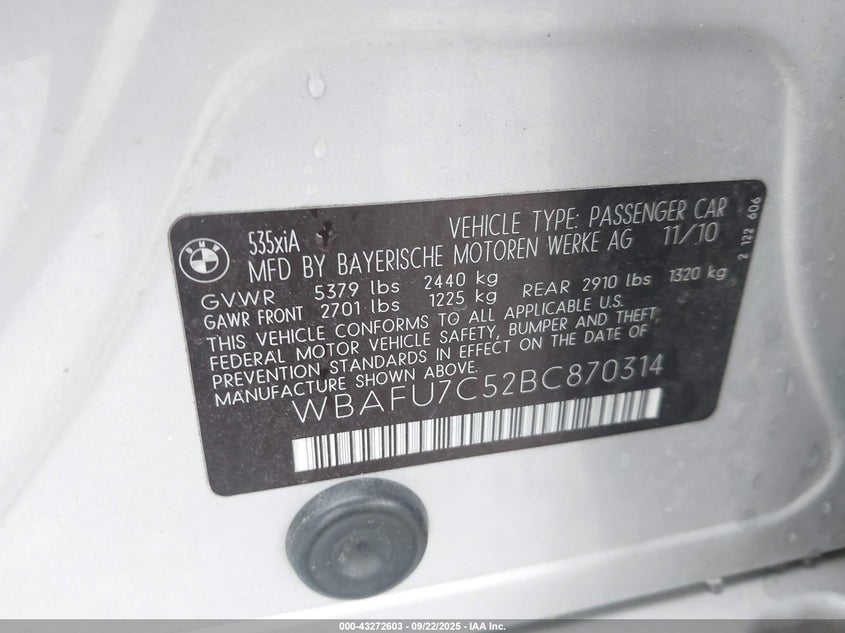 BMW
535xiA
VEHICLE TYPE: PASSENGER CAR
MFD BY BAYERISCHE MOTOREN WERKE AG 11/10
GVWR 5379 lbs 2440 kg
GAWR FRONT 2701 lbs 1225 kg REAR 2910 lbs 1320 kg
THIS VEHICLE CONFORMS TO ALL APPLICABLE U.S.
FEDERAL MOTOR VEHICLE SAFETY, BUMPER AND THEFT
PREVENTION STANDARDS IN EFFECT ON THE DATE OF
MANUFACTURE SHOWN ABOVE.
WBAFU7C52BC870314
2 122 606
000-43272603 - 09/22/2025 - IAA Inc.